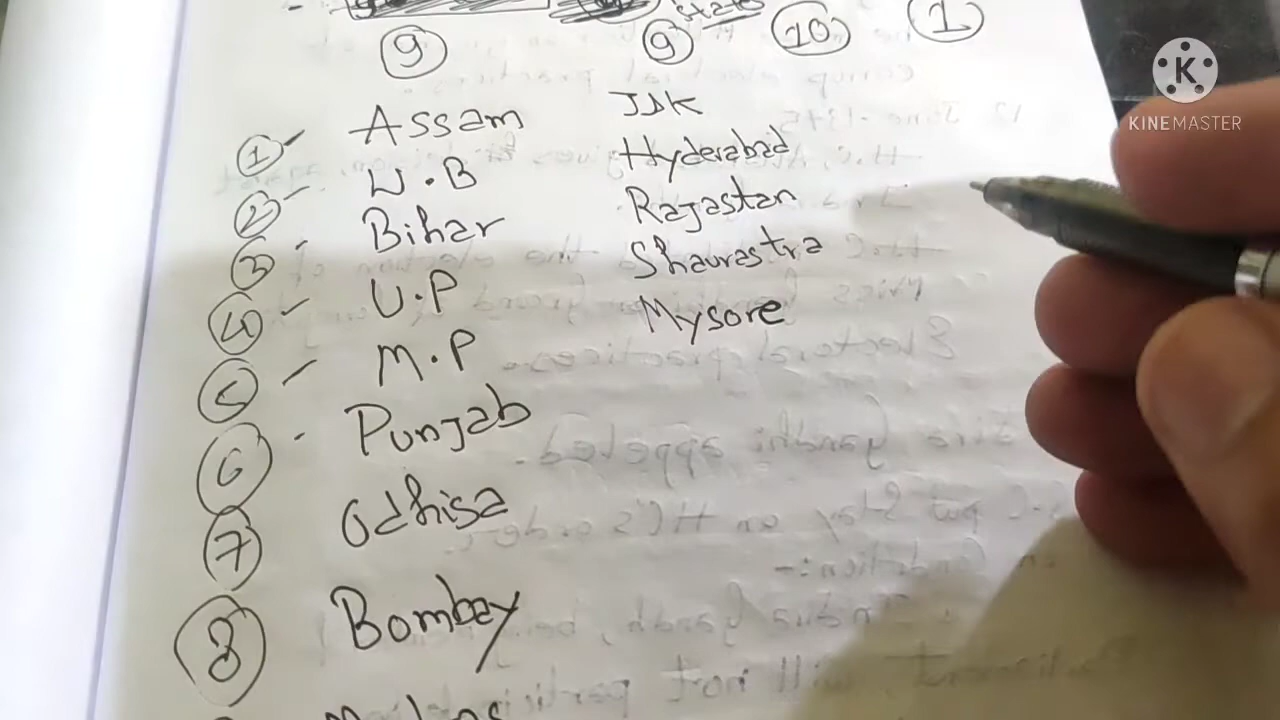 state
9 9 10 1
1 Assam J&K
2 W.B Hyderabad
3 Bihar Rajastan
4 U.P Shaurastra
5 M.P Mysore
6 Punjab
7 Odhisa
8 Bombay
K
KINEMASTER